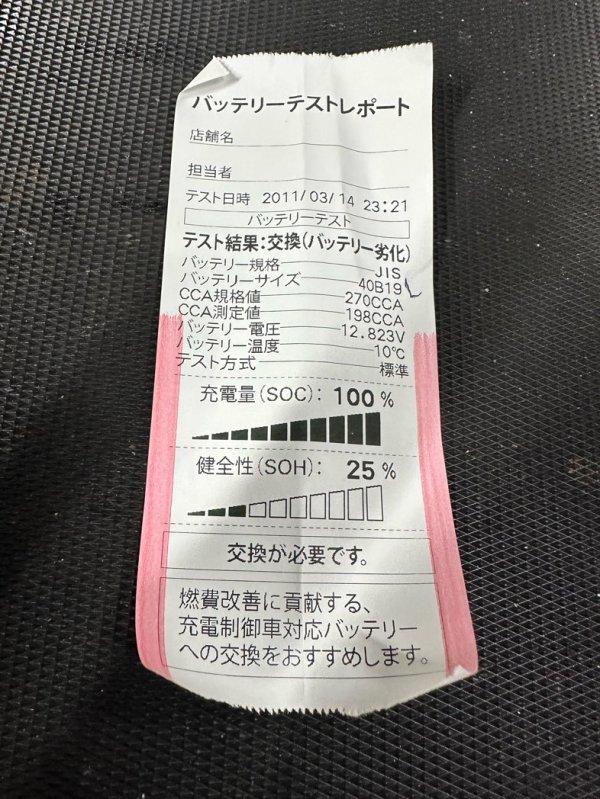 バッテリーテストレポート
店舗名
担当者
テスト日時 2011/03/14 23:21
バッテリーテスト
テスト結果:交換(バッテリー劣化)
バッテリー規格 JIS
バッテリーサイズ 40B19L
CCA規格値 270CCA
CCA測定値 198CCA
バッテリー電圧 12.823V
バッテリー温度 10℃
テスト方式 標準
充電量(SOC): 100 %
健全性(SOH): 25 %
交換が必要です。
燃費改善に貢献する、
充電制御車対応バッテリー
への交換をおすすめします。